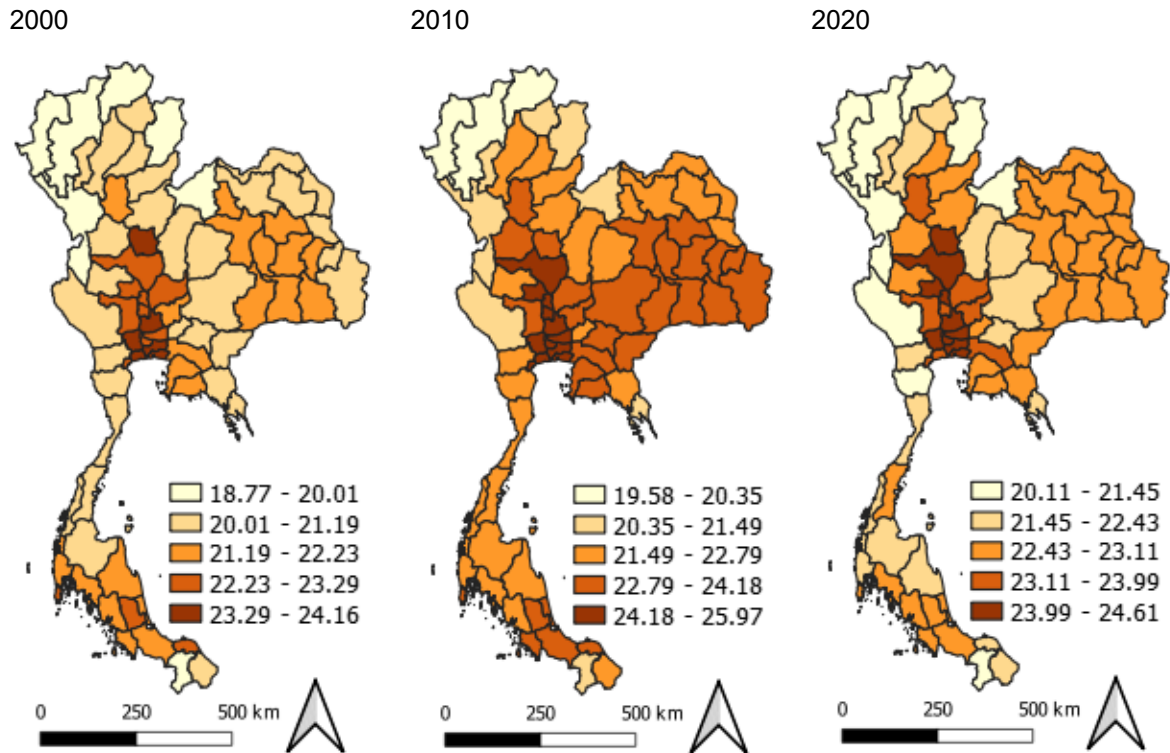 2000
2010
2020
18.77 - 20.01
20.01 - 21.19
21.19 - 22.23
22.23 - 23.29
23.29 - 24.16
19.58 - 20.35
20.35 - 21.49
21.49 - 22.79
22.79 - 24.18
24.18 - 25.97
20.11 - 21.45
21.45 - 22.43
22.43 - 23.11
23.11 - 23.99
23.99 - 24.61
0 250 500 km
0 250 500 km
0 250 500 km